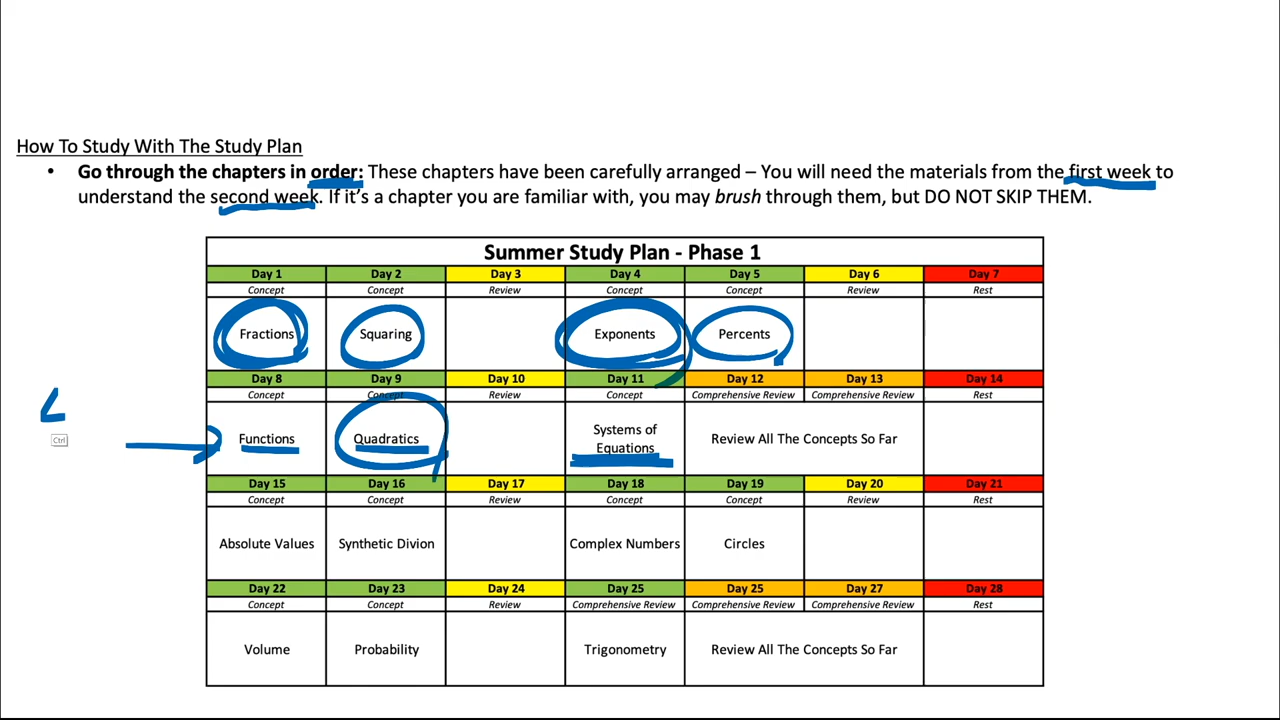 How To Study With The Study Plan
• Go through the chapters in order: These chapters have been carefully arranged – You will need the materials from the first week to
understand the second week. If it's a chapter you are familiar with, you may brush through them, but DO NOT SKIP THEM.
Summer Study Plan - Phase 1
Day 1 Day 2 Day 3 Day 4 Day 5 Day 6 Day 7
Concept Concept Review Concept Concept Review Rest
Fractions Squaring Exponents Percents
Day 8 Day 9 Day 10 Day 11 Day 12 Day 13 Day 14
Concept Concept Review Concept Comprehensive Review Comprehensive Review Rest
Functions Quadratics Systems of Equations Review All The Concepts So Far
Ctrl
Day 15 Day 16 Day 17 Day 18 Day 19 Day 20 Day 21
Concept Concept Review Concept Concept Review Rest
Absolute Values Synthetic Divion Complex Numbers Circles
Day 22 Day 23 Day 24 Day 25 Day 25 Day 27 Day 28
Concept Concept Review Comprehensive Review Comprehensive Review Comprehensive Review Rest
Volume Probability Trigonometry Review All The Concepts So Far